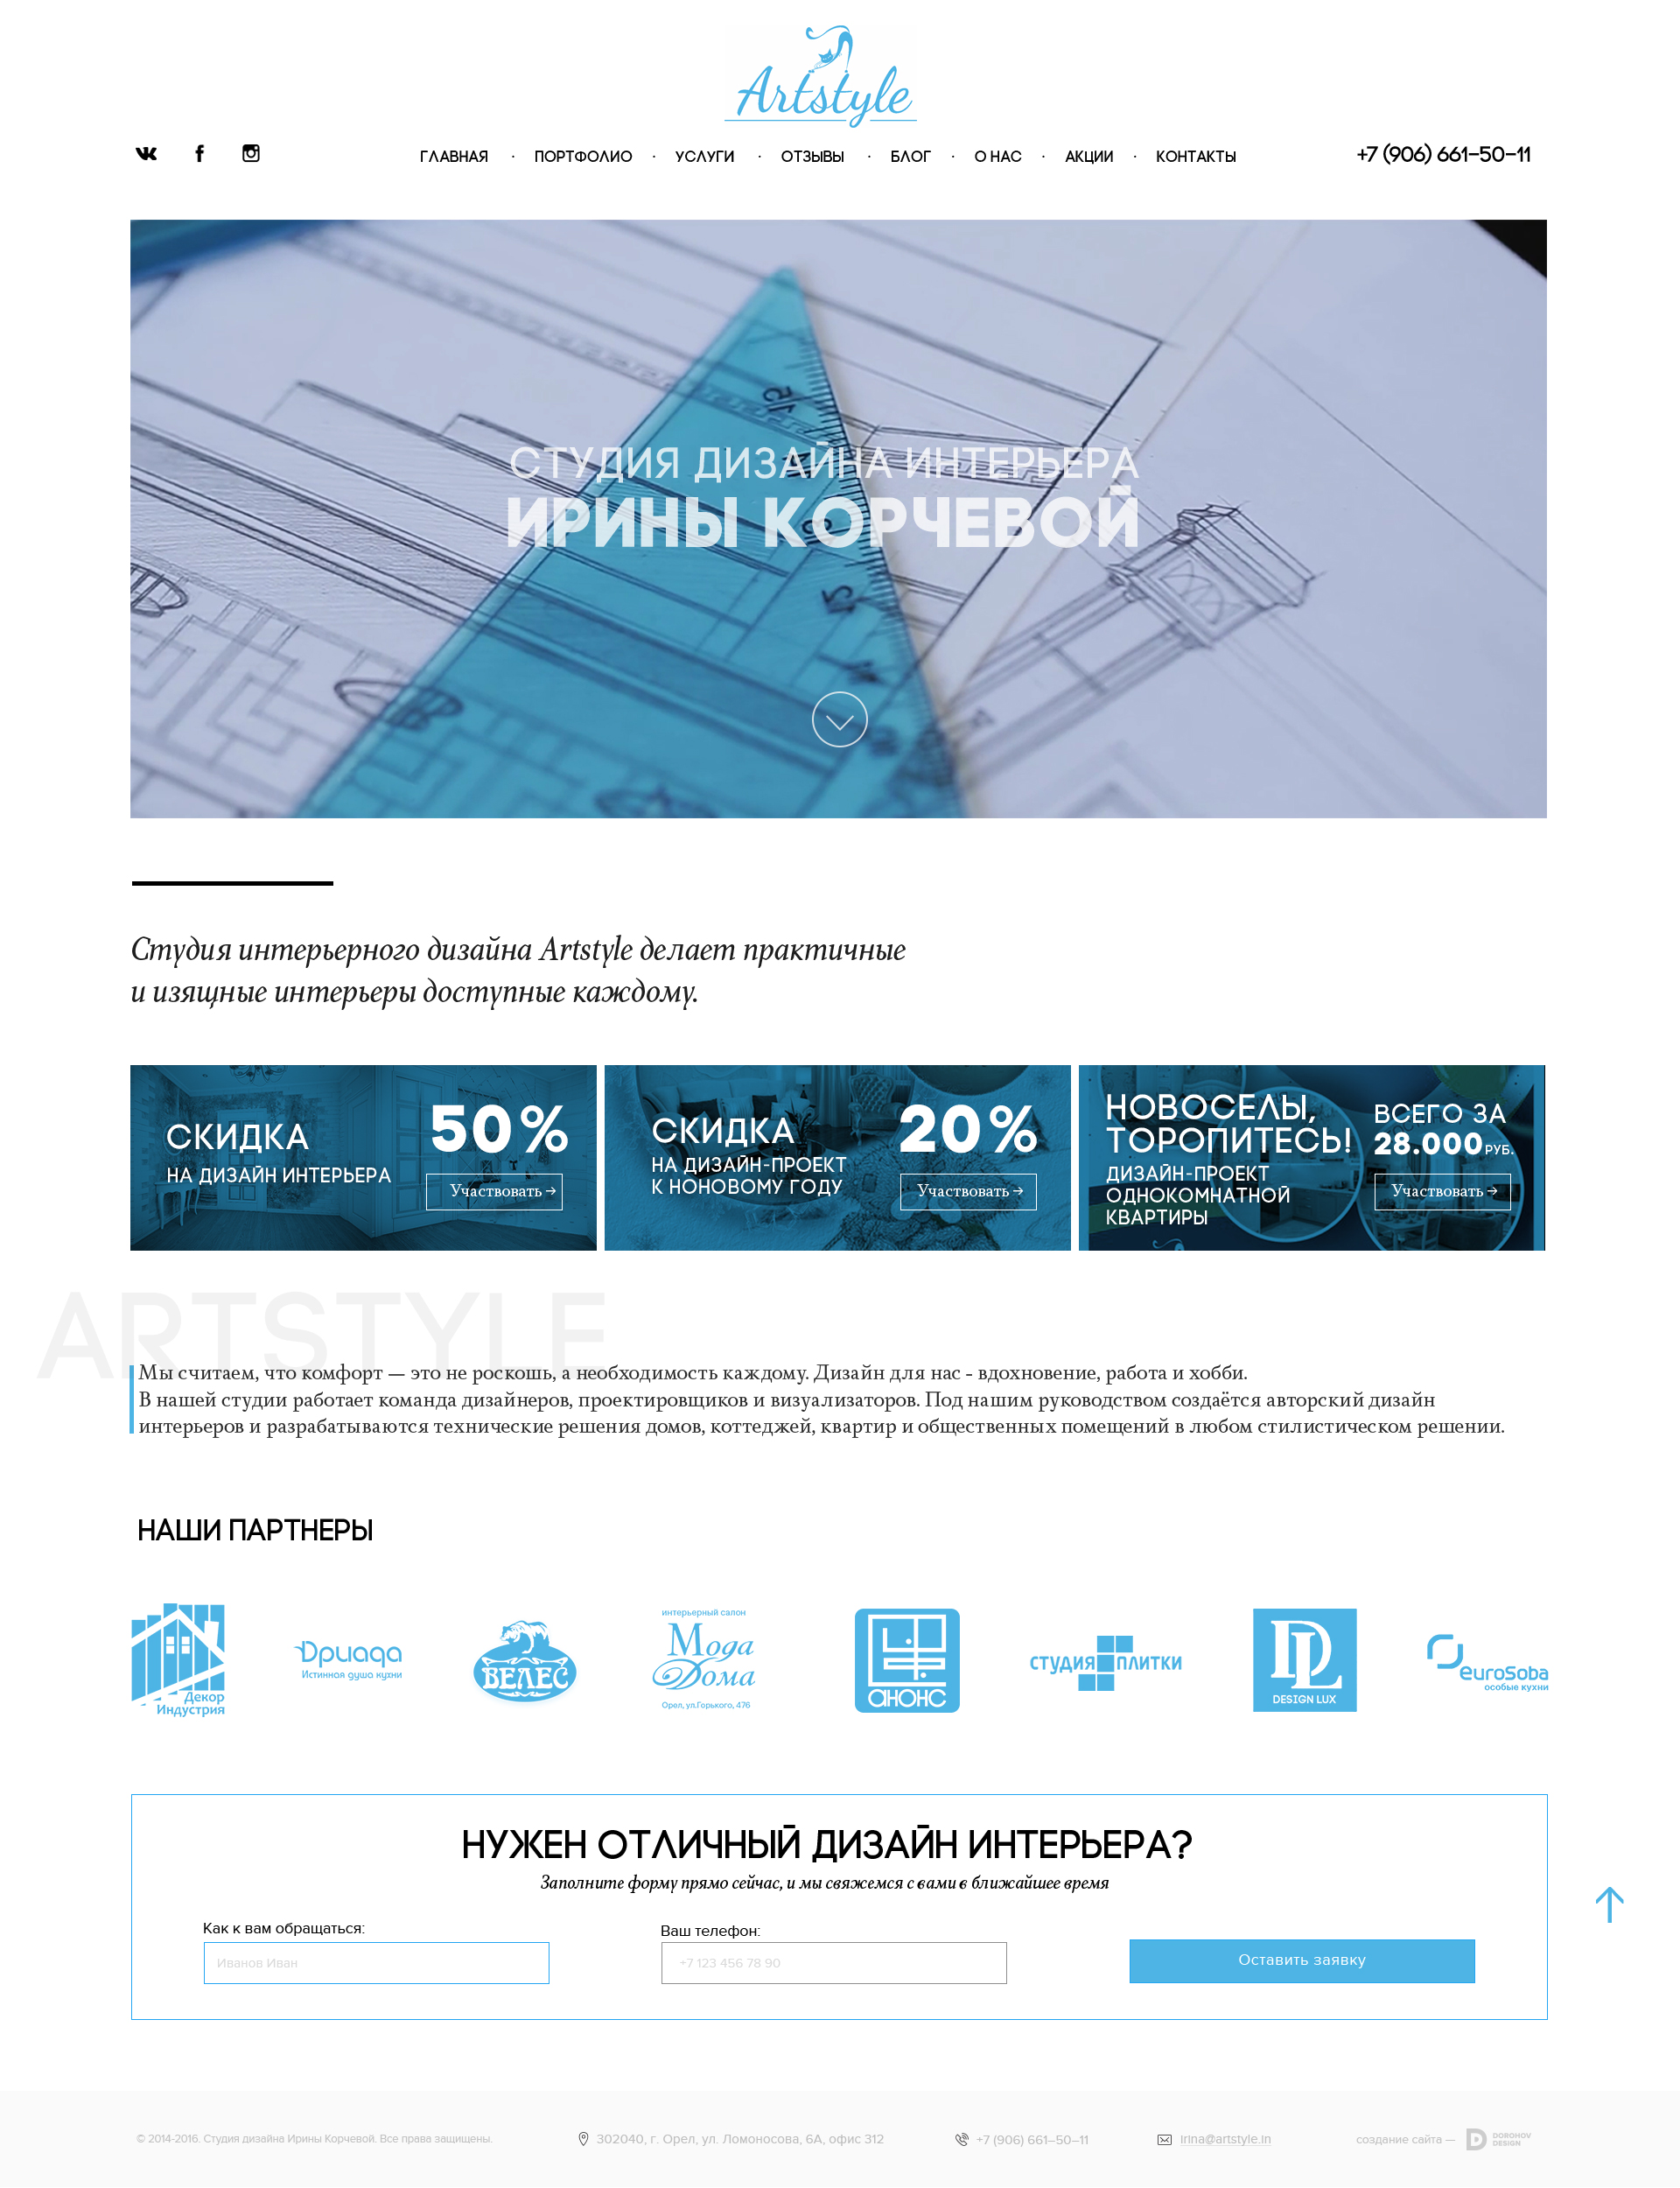 Artstyle
ГЛАВНАЯ · ПОРТФОЛИО · УСЛУГИ · ОТЗЫВЫ · БЛОГ · О НАС · АКЦИИ · КОНТАКТЫ
+7 (906) 661-50-11
СТУДИЯ ДИЗАЙНА ИНТЕРЬЕРА
ИРИНЫ КОРЧЕВОЙ
Студия интерьерного дизайна Artstyle делает практичные
и изящные интерьеры доступные каждому.
СКИДКА
НА ДИЗАЙН ИНТЕРЬЕРА
50%
Участвовать →
СКИДКА
НА ДИЗАЙН-ПРОЕКТ
К НОНОВОМУ ГОДУ
20%
Участвовать →
НОВОСЕЛЫ,
ТОРОПИТЕСЬ!
ДИЗАЙН-ПРОЕКТ
ОДНОКОМНАТНОЙ
КВАРТИРЫ
ВСЕГО ЗА
28.000 РУБ.
Участвовать →
ARTSTYLE
Мы считаем, что комфорт — это не роскошь, а необходимость каждому. Дизайн для нас - вдохновение, работа и хобби.
В нашей студии работает команда дизайнеров, проектировщиков и визуализаторов. Под нашим руководством создаётся авторский дизайн
интерьеров и разрабатываются технические решения домов, коттеджей, квартир и общественных помещений в любом стилистическом решении.
НАШИ ПАРТНЕРЫ
Декор
Индустрия
Дриада
Истинная душа кухни
ВЕЛЕС
интерьерный салон
Мода
Дома
Орел, ул.Горького, 47б
АНОНС
СТУДИЯ ПЛИТКИ
DL
DESIGN LUX
euroSoba
особые кухни
НУЖЕН ОТЛИЧНЫЙ ДИЗАЙН ИНТЕРЬЕРА?
Заполните форму прямо сейчас, и мы свяжемся с вами в ближайшее время
Как к вам обращаться:
Иванов Иван
Ваш телефон:
+7 123 456 78 90
Оставить заявку
© 2014-2016. Студия дизайна Ирины Корчевой. Все права защищены.
302040, г. Орел, ул. Ломоносова, 6А, офис 312
+7 (906) 661–50–11
irina@artstyle.in
создание сайта —
DOROHOV
DESIGN